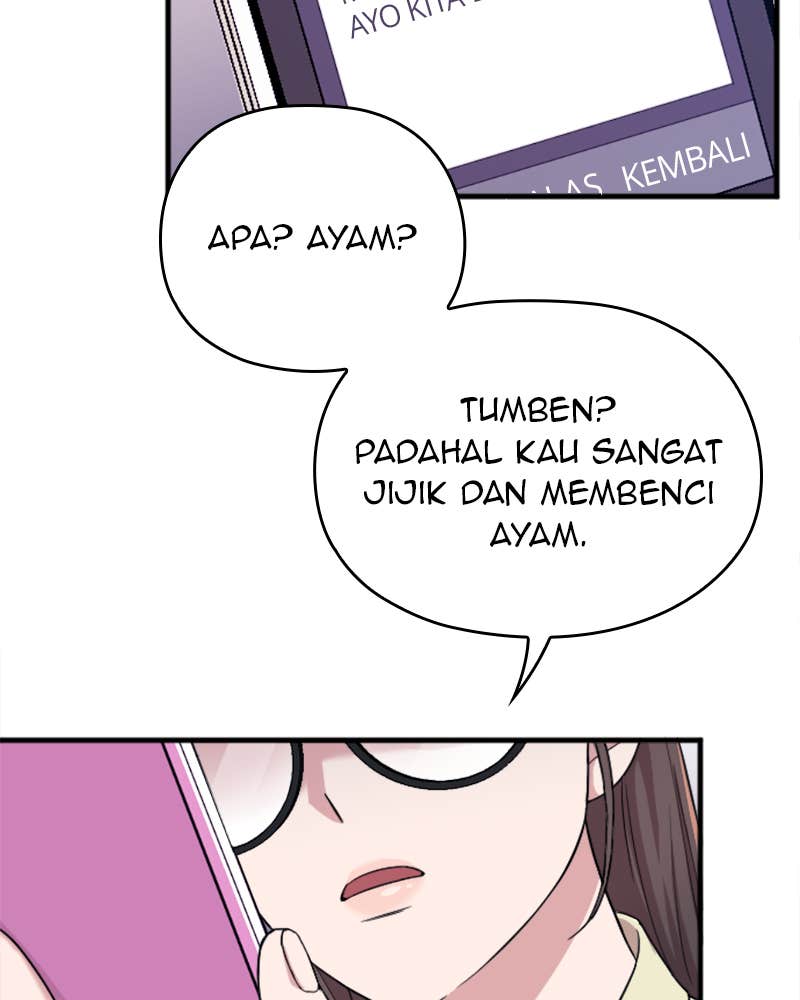 AYO KITA
KEMBALI
APA? AYAM?
TUMBEN?
PADAHAL KAU SANGAT
JIJIK DAN MEMBENCI
AYAM.